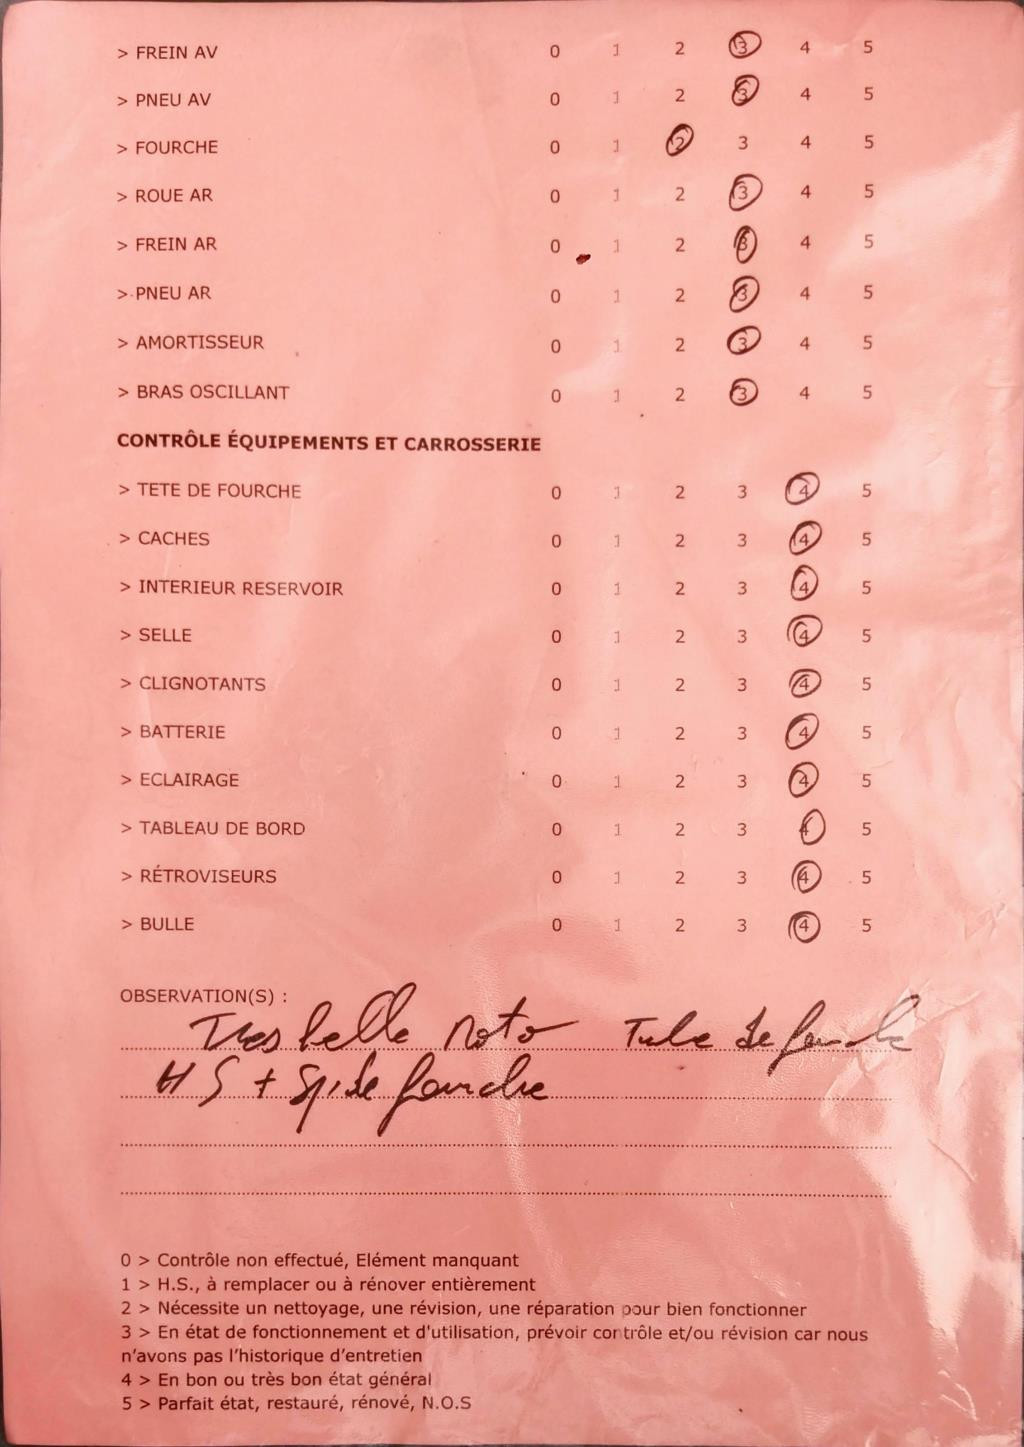 > FREIN AV 0 1 2 3 4 5
> PNEU AV 0 1 2 3 4 5
> FOURCHE 0 1 2 3 4 5
> ROUE AR 0 1 2 3 4 5
> FREIN AR 0 1 2 3 4 5
> PNEU AR 0 1 2 3 4 5
> AMORTISSEUR 0 1 2 3 4 5
> BRAS OSCILLANT 0 1 2 3 4 5
CONTRÔLE ÉQUIPEMENTS ET CARROSSERIE
> TETE DE FOURCHE 0 1 2 3 4 5
> CACHES 0 1 2 3 4 5
> INTERIEUR RESERVOIR 0 1 2 3 4 5
> SELLE 0 1 2 3 4 5
> CLIGNOTANTS 0 1 2 3 4 5
> BATTERIE 0 1 2 3 4 5
> ECLAIRAGE 0 1 2 3 4 5
> TABLEAU DE BORD 0 1 2 3 4 5
> RÉTROVISEURS 0 1 2 3 4 5
> BULLE 0 1 2 3 4 5
OBSERVATION(S) :
Tres belle Moto Tube de fourche
HS + Spi de fourche
0 > Contrôle non effectué, Elément manquant
1 > H.S., à remplacer ou à rénover entièrement
2 > Nécessite un nettoyage, une révision, une réparation pour bien fonctionner
3 > En état de fonctionnement et d'utilisation, prévoir contrôle et/ou révision car nous
n'avons pas l'historique d'entretien
4 > En bon ou très bon état général
5 > Parfait état, restauré, rénové, N.O.S